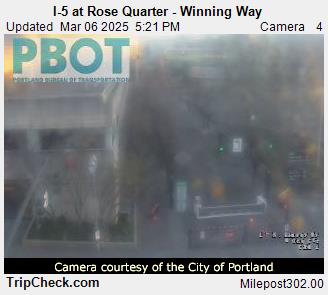 I-5 at Rose Quarter - Winning Way
Updated Mar 06 2025 5:21 PM Camera 4
PBOT
PORTLAND BUREAU OF TRANSPORTATION
Camera courtesy of the City of Portland
TripCheck.com Milepost302.00